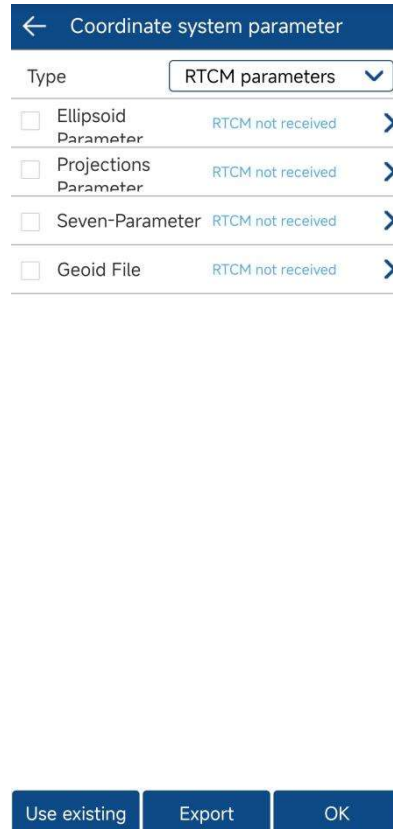 Coordinate system parameter
Type RTCM parameters
Ellipsoid
Parameter RTCM not received
Projections
Parameter RTCM not received
Seven-Parameter RTCM not received
Geoid File RTCM not received
Use existing Export OK